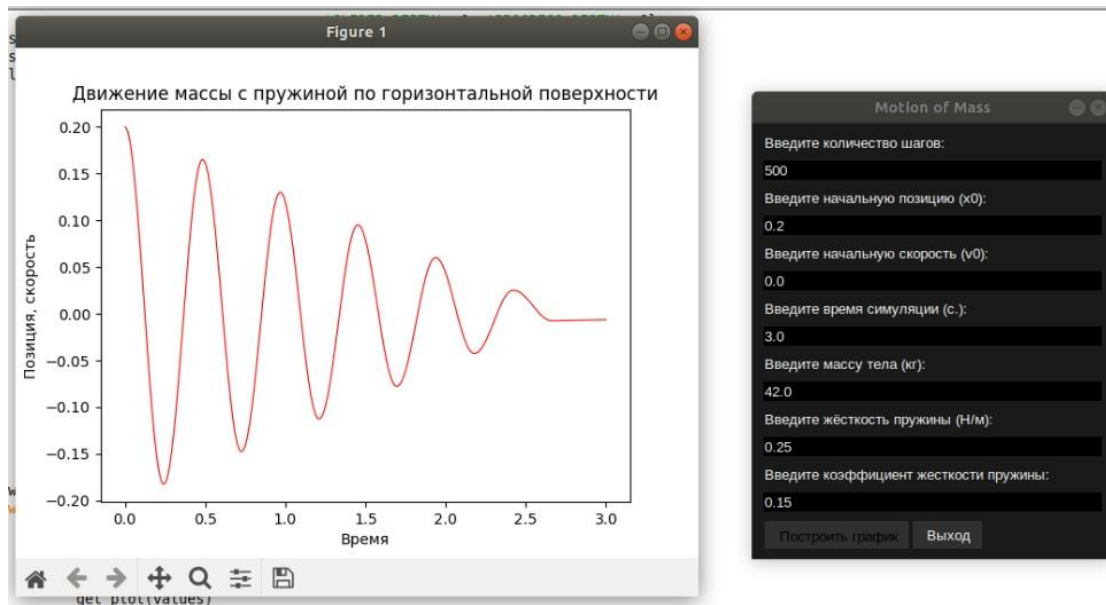 Figure 1
Движение массы с пружиной по горизонтальной поверхности
Позиция, скорость
0.20
0.15
0.10
0.05
0.00
−0.05
−0.10
−0.15
−0.20
0.0 0.5 1.0 1.5 2.0 2.5 3.0
Время
get plot(values)
Motion of Mass
Введите количество шагов:
500
Введите начальную позицию (x0):
0.2
Введите начальную скорость (v0):
0.0
Введите время симуляции (с.):
3.0
Введите массу тела (кг):
42.0
Введите жёсткость пружины (Н/м):
0.25
Введите коэффициент жесткости пружины:
0.15
Построить график Выход